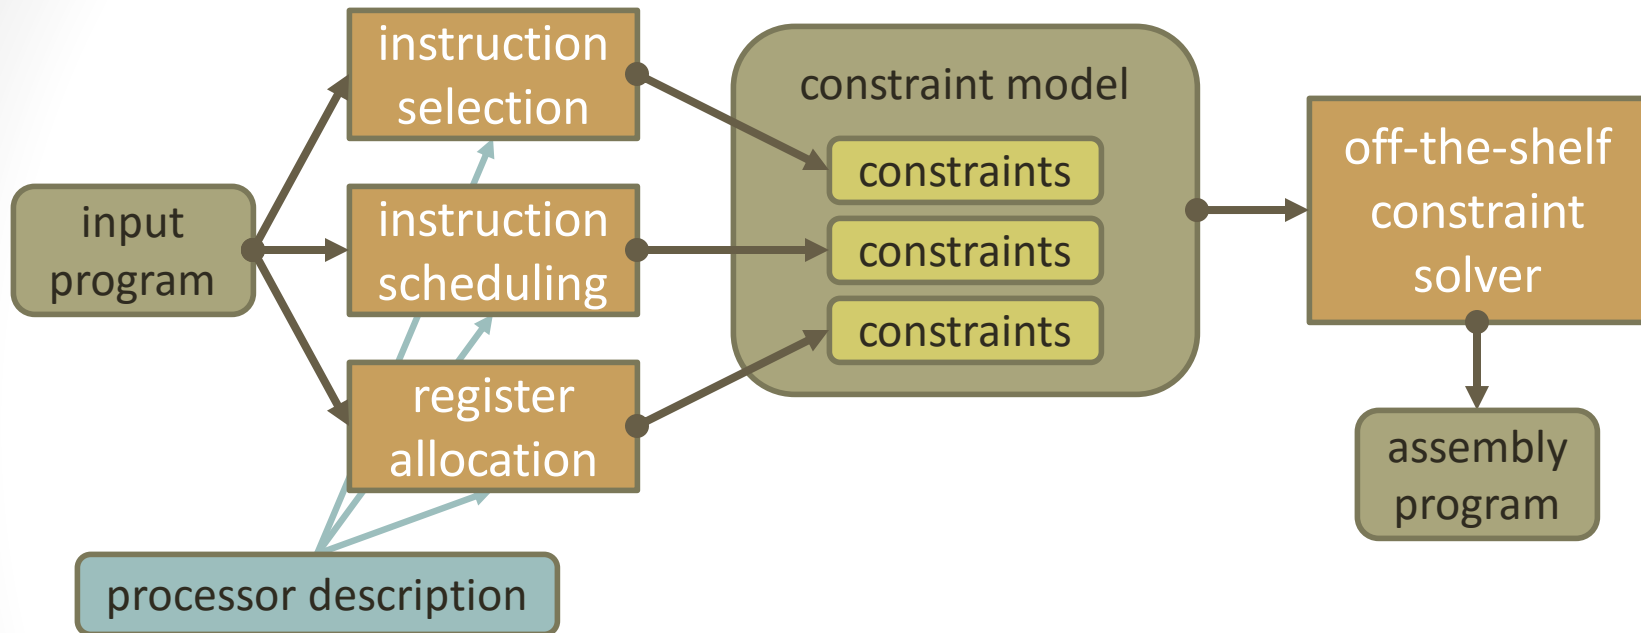 input
program
instruction
selection
instruction
scheduling
register
allocation
processor description
constraint model
constraints
constraints
constraints
off-the-shelf
constraint
solver
assembly
program